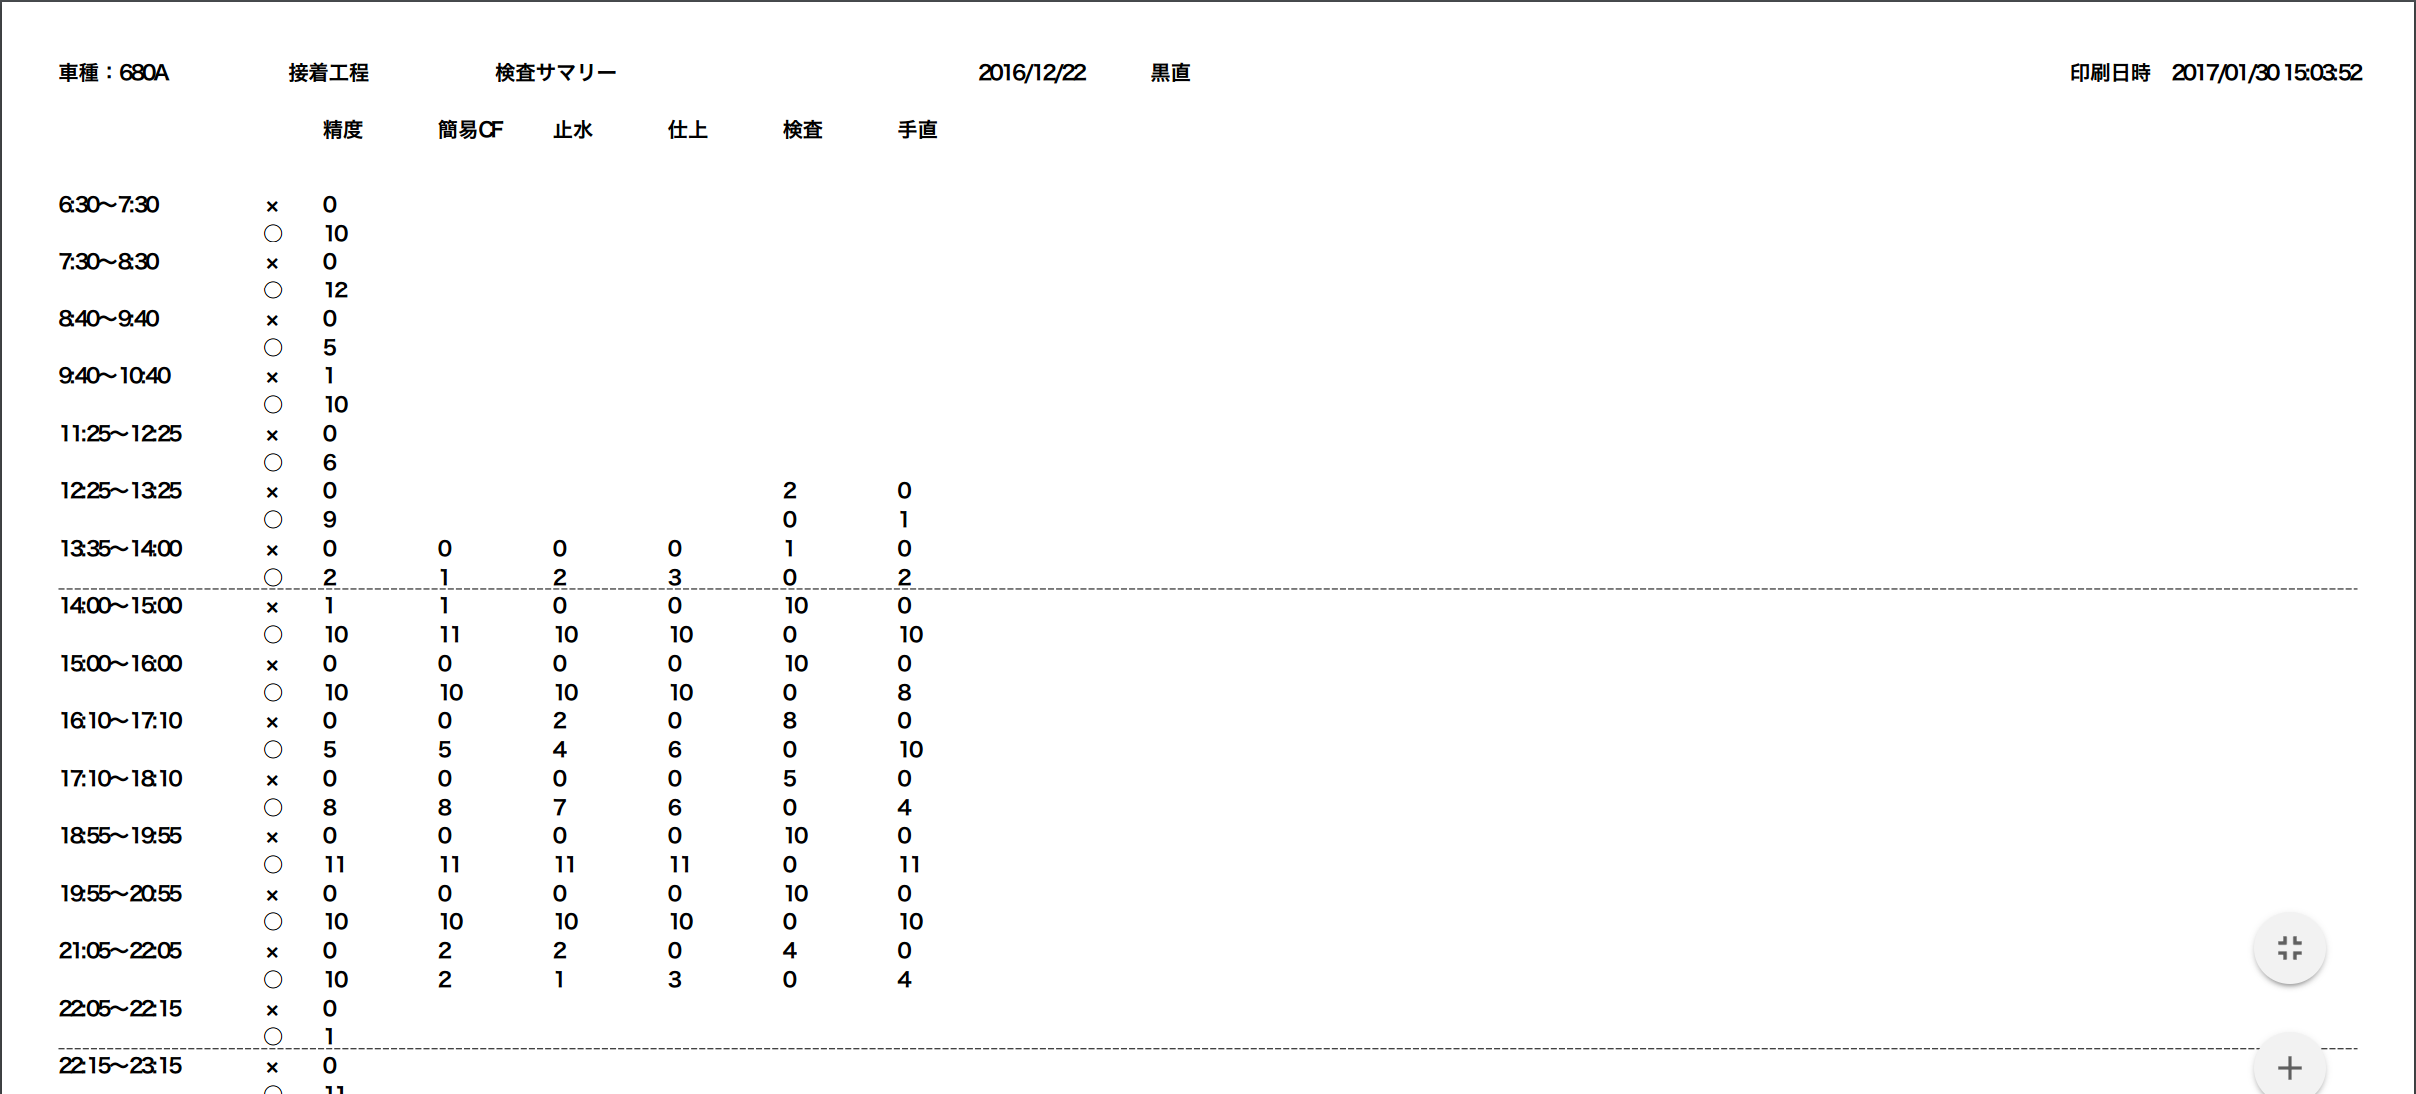 車種：680A 接着工程 検査サマリー 2016/12/22 黒直 印刷日時 2017/01/30 15:03:52
精度 簡易CF 止水 仕上 検査 手直
6:30～7:30 × 0
○ 10
7:30～8:30 × 0
○ 12
8:40～9:40 × 0
○ 5
9:40～10:40 × 1
○ 10
11:25～12:25 × 0
○ 6
12:25～13:25 × 0 2 0
○ 9 0 1
13:35～14:00 × 0 0 0 0 1 0
○ 2 1 2 3 0 2
14:00～15:00 × 1 1 0 0 10 0
○ 10 11 10 10 0 10
15:00～16:00 × 0 0 0 0 10 0
○ 10 10 10 10 0 8
16:10～17:10 × 0 0 2 0 8 0
○ 5 5 4 6 0 10
17:10～18:10 × 0 0 0 0 5 0
○ 8 8 7 6 0 4
18:55～19:55 × 0 0 0 0 10 0
○ 11 11 11 11 0 11
19:55～20:55 × 0 0 0 0 10 0
○ 10 10 10 10 0 10
21:05～22:05 × 0 2 2 0 4 0
○ 10 2 1 3 0 4
22:05～22:15 × 0
○ 1
22:15～23:15 × 0
○ 11